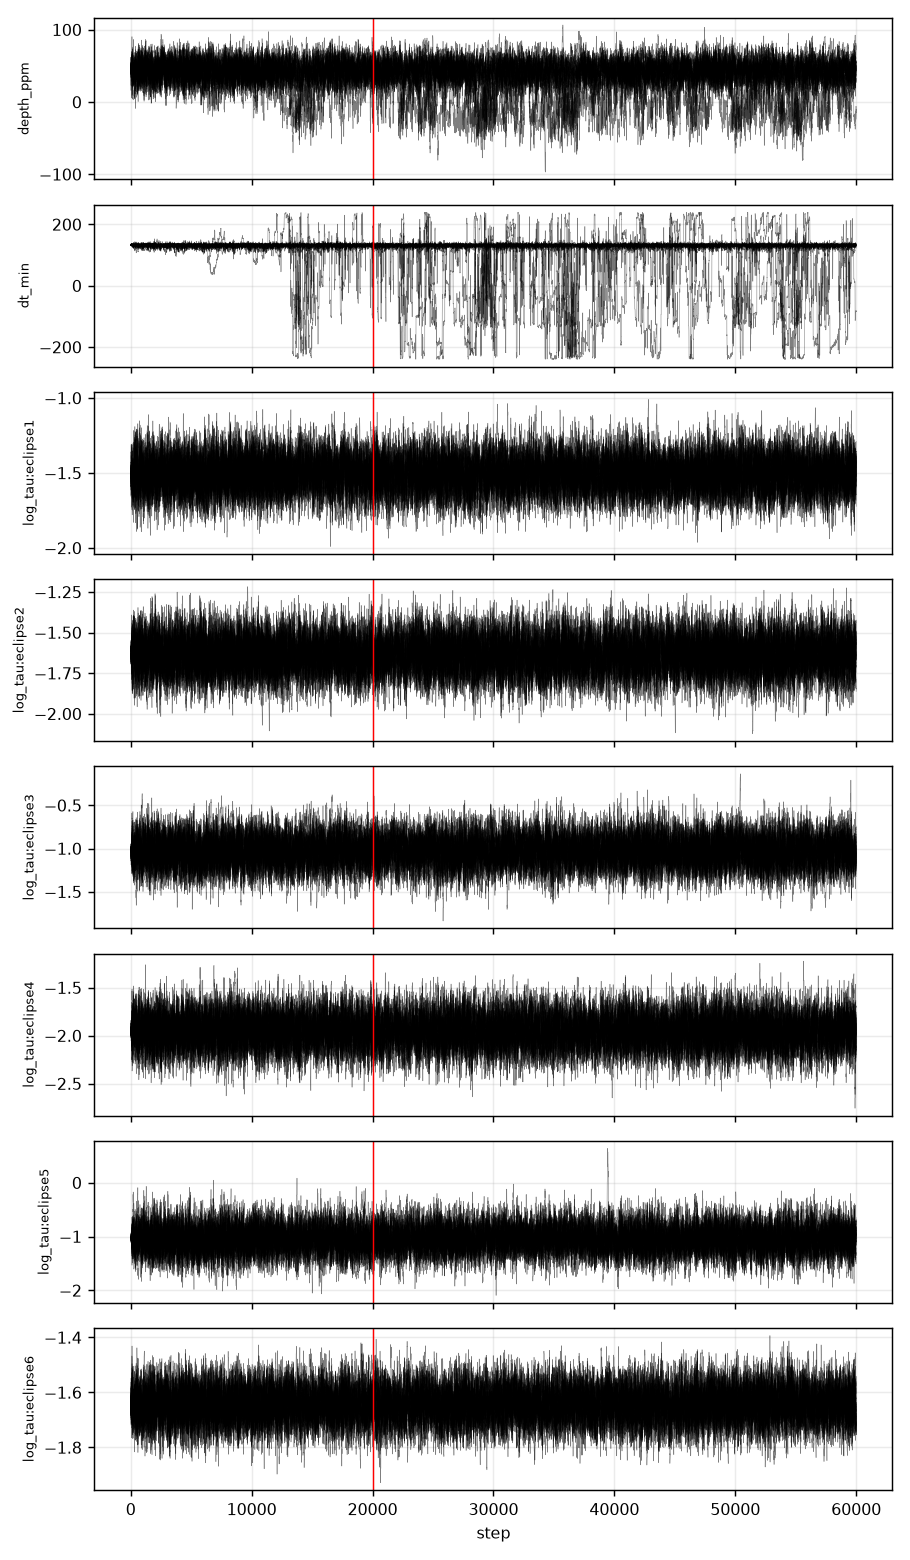 100
0
−100
depth_ppm
200
0
−200
dt_min
−1.0
−1.5
−2.0
log_tau:eclipse1
−1.25
−1.50
−1.75
−2.00
log_tau:eclipse2
−0.5
−1.0
−1.5
log_tau:eclipse3
−1.5
−2.0
−2.5
log_tau:eclipse4
0
−1
−2
log_tau:eclipse5
−1.4
−1.6
−1.8
log_tau:eclipse6
0 10000 20000 30000 40000 50000 60000
step